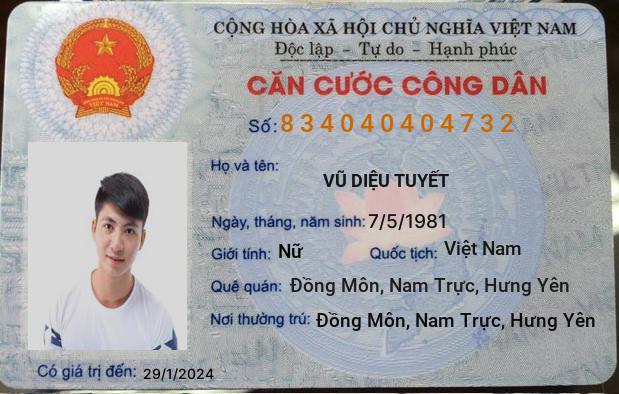 CỘNG HÒA XÃ HỘI CHỦ NGHĨA VIỆT NAM
Độc lập - Tự do - Hạnh phúc
CĂN CƯỚC CÔNG DÂN
Số: 834040404732
Họ và tên:
VŨ DIỆU TUYẾT
Ngày, tháng, năm sinh: 7/5/1981
Giới tính: Nữ Quốc tịch: Việt Nam
Quê quán: Đồng Môn, Nam Trực, Hưng Yên
Nơi thường trú: Đồng Môn, Nam Trực, Hưng Yên
Có giá trị đến: 29/1/2024